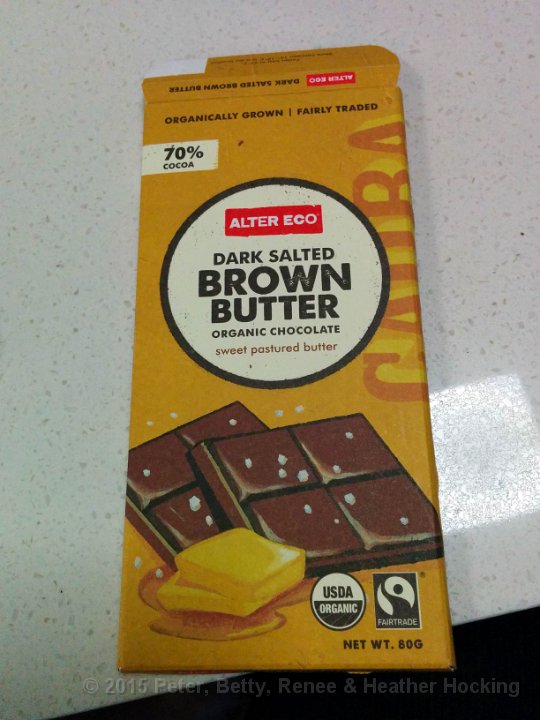 DARK SALTED BROWN BUTTER
ALTER ECO
ORGANICALLY GROWN | FAIRLY TRADED
70%
COCOA
ALTER ECO
DARK SALTED
BROWN
BUTTER
ORGANIC CHOCOLATE
sweet pastured butter
USDA
ORGANIC
FAIRTRADE
NET WT. 80G
© 2015 Peter, Betty, Renee & Heather Hocking